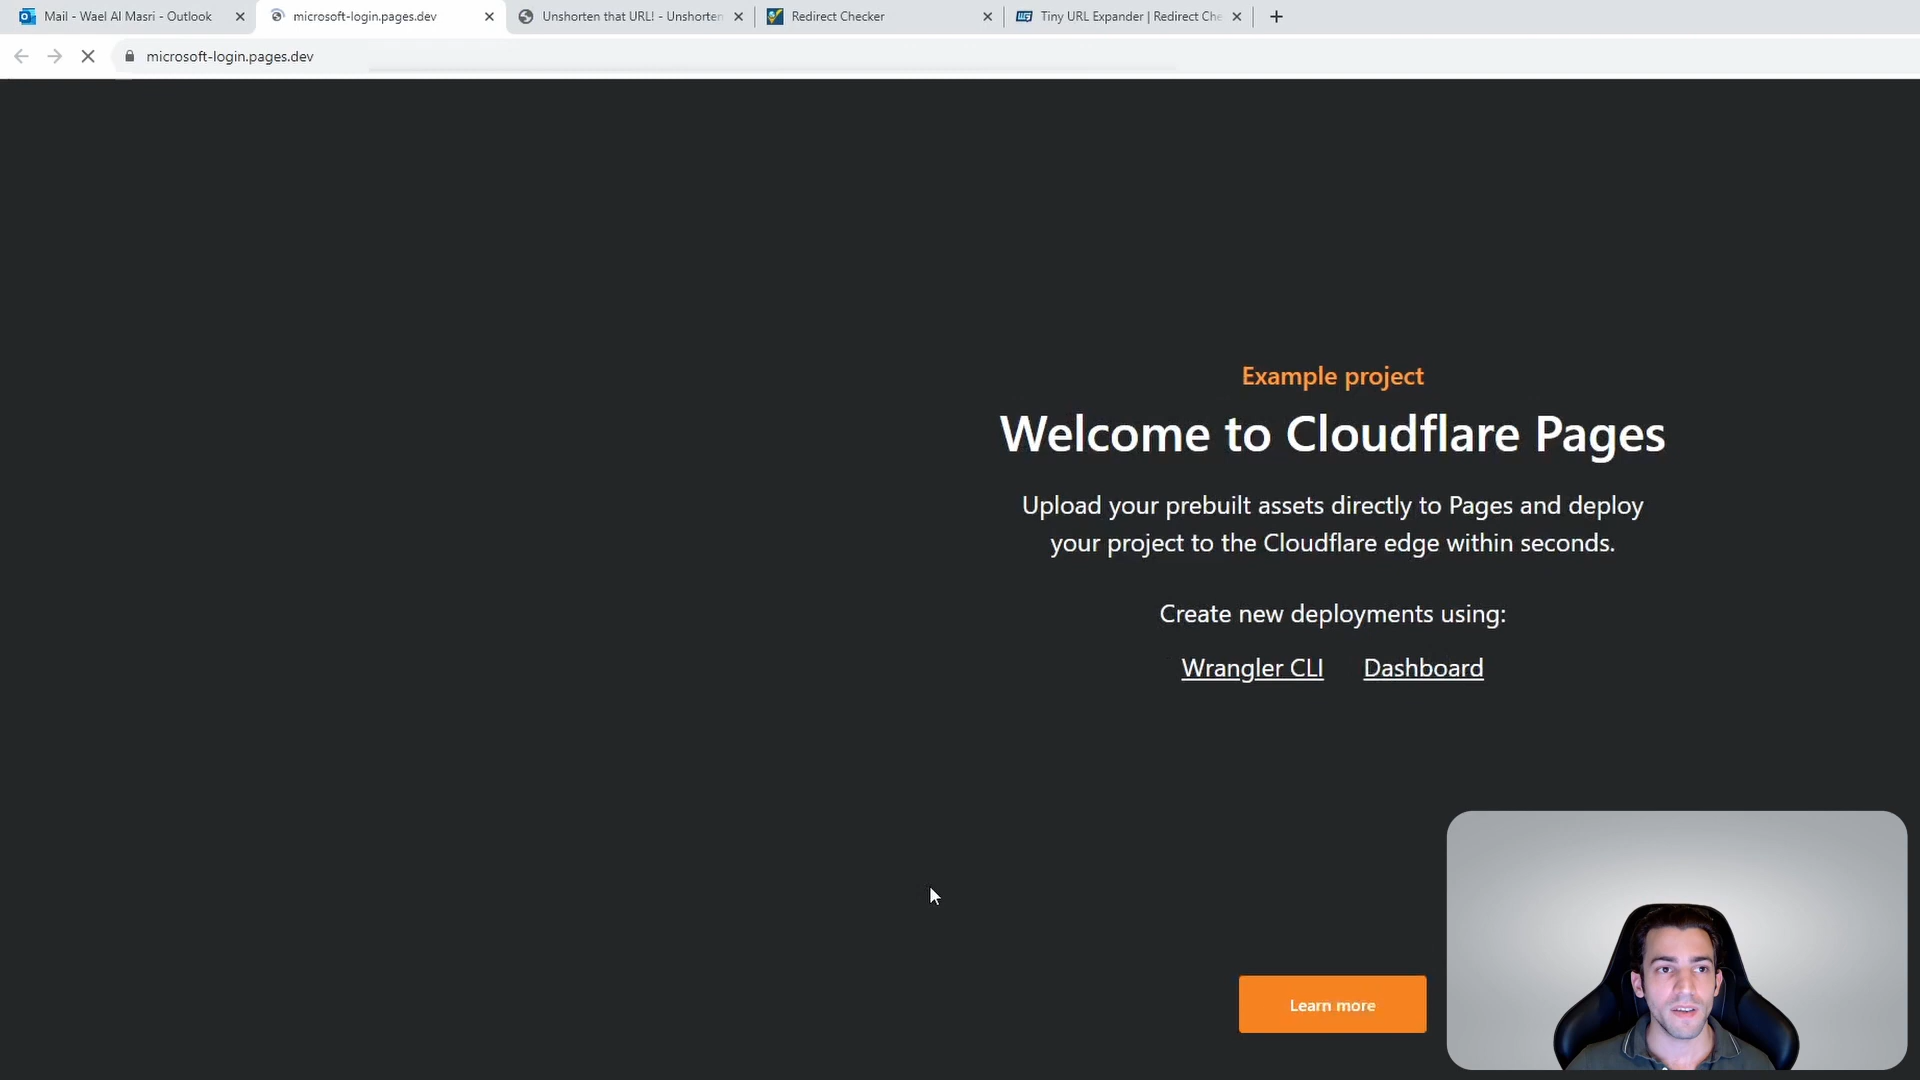 Mail - Wael Al Masri - Outlook
microsoft-login.pages.dev
Unshorten that URL! - Unshorten
Redirect Checker
Tiny URL Expander | Redirect Che
microsoft-login.pages.dev
Example project
Welcome to Cloudflare Pages
Upload your prebuilt assets directly to Pages and deploy
your project to the Cloudflare edge within seconds.
Create new deployments using:
Wrangler CLI Dashboard
Learn more